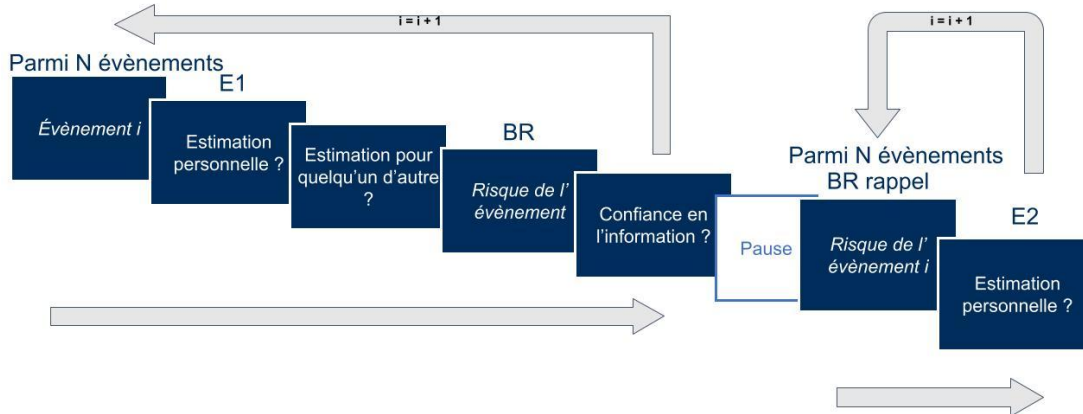 i = i + 1
i = i + 1
Parmi N évènements
E1
Évènement i
Estimation
personnelle ?
Estimation pour
quelqu'un d'autre
?
BR
Risque de l'
évènement
Confiance en
l'information ?
Pause
Parmi N évènements
BR rappel
Risque de l'
évènement i
E2
Estimation
personnelle ?